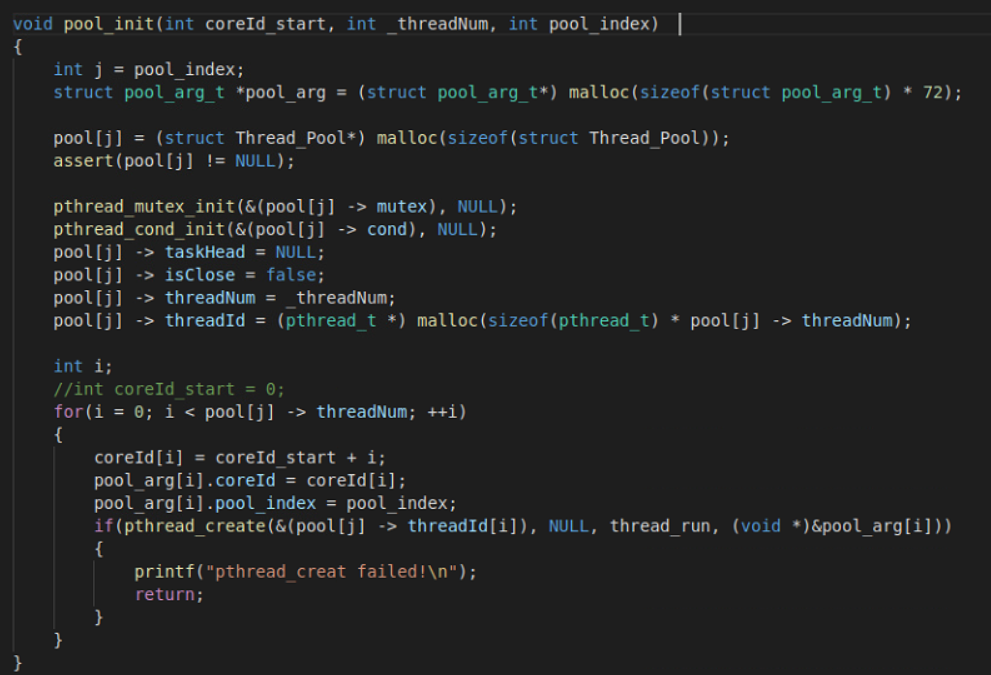 void pool_init(int coreId_start, int _threadNum, int pool_index)
{
    int j = pool_index;
    struct pool_arg_t *pool_arg = (struct pool_arg_t*) malloc(sizeof(struct pool_arg_t) * 72);

    pool[j] = (struct Thread_Pool*) malloc(sizeof(struct Thread_Pool));
    assert(pool[j] != NULL);

    pthread_mutex_init(&(pool[j] -> mutex), NULL);
    pthread_cond_init(&(pool[j] -> cond), NULL);
    pool[j] -> taskHead = NULL;
    pool[j] -> isClose = false;
    pool[j] -> threadNum = _threadNum;
    pool[j] -> threadId = (pthread_t *) malloc(sizeof(pthread_t) * pool[j] -> threadNum);

    int i;
    //int coreId_start = 0;
    for(i = 0; i < pool[j] -> threadNum; ++i)
    {
        coreId[i] = coreId_start + i;
        pool_arg[i].coreId = coreId[i];
        pool_arg[i].pool_index = pool_index;
        if(pthread_create(&(pool[j] -> threadId[i]), NULL, thread_run, (void *)&pool_arg[i]))
        {
            printf("pthread_creat failed!\n");
            return;
        }
    }
}